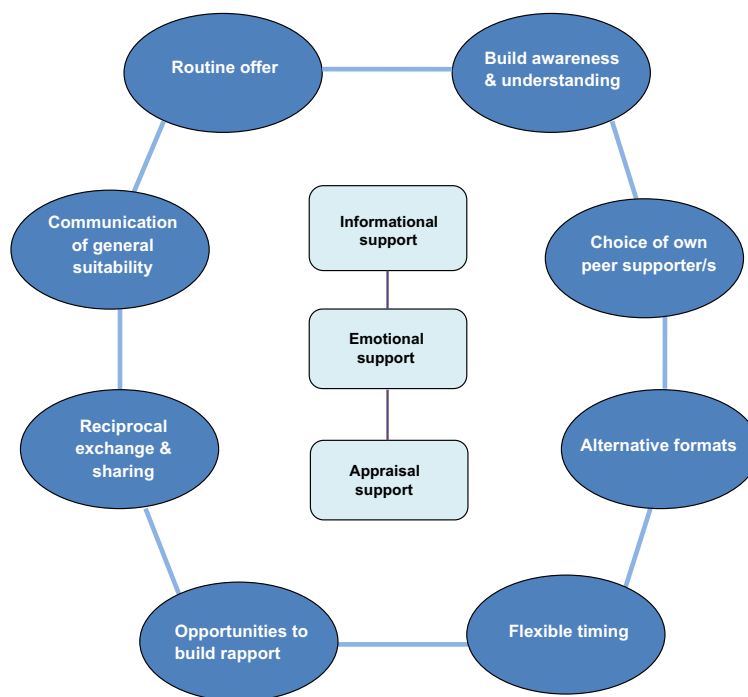 Routine offer
Build awareness
& understanding
Communication
of general
suitability
Informational
support
Choice of own
peer supporter/s
Emotional
support
Reciprocal
exchange &
sharing
Alternative formats
Appraisal
support
Opportunities to
build rapport
Flexible timing